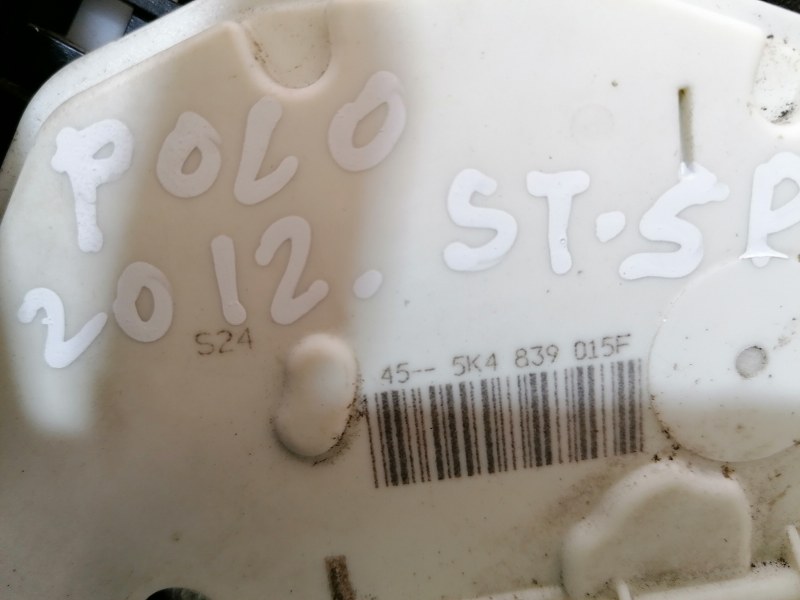 POLO
2012. ST-SP
S24
45-- 5K4 839 015F